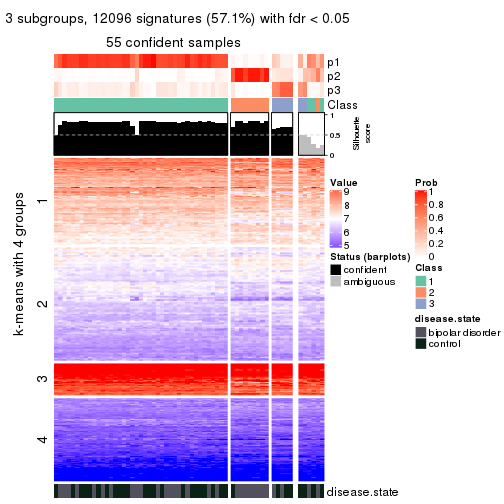 3 subgroups, 12096 signatures (57.1%) with fdr < 0.05
55 confident samples
p1
p2
p3
Class
1
0.5
0
Silhouette
score
k-means with 4 groups
1
2
3
4
Value
9
8
7
6
5
Status (barplots)
confident
ambiguous
Prob
1
0.8
0.6
0.4
0.2
0
Class
1
2
3
disease.state
bipolar disorder
control
disease.state